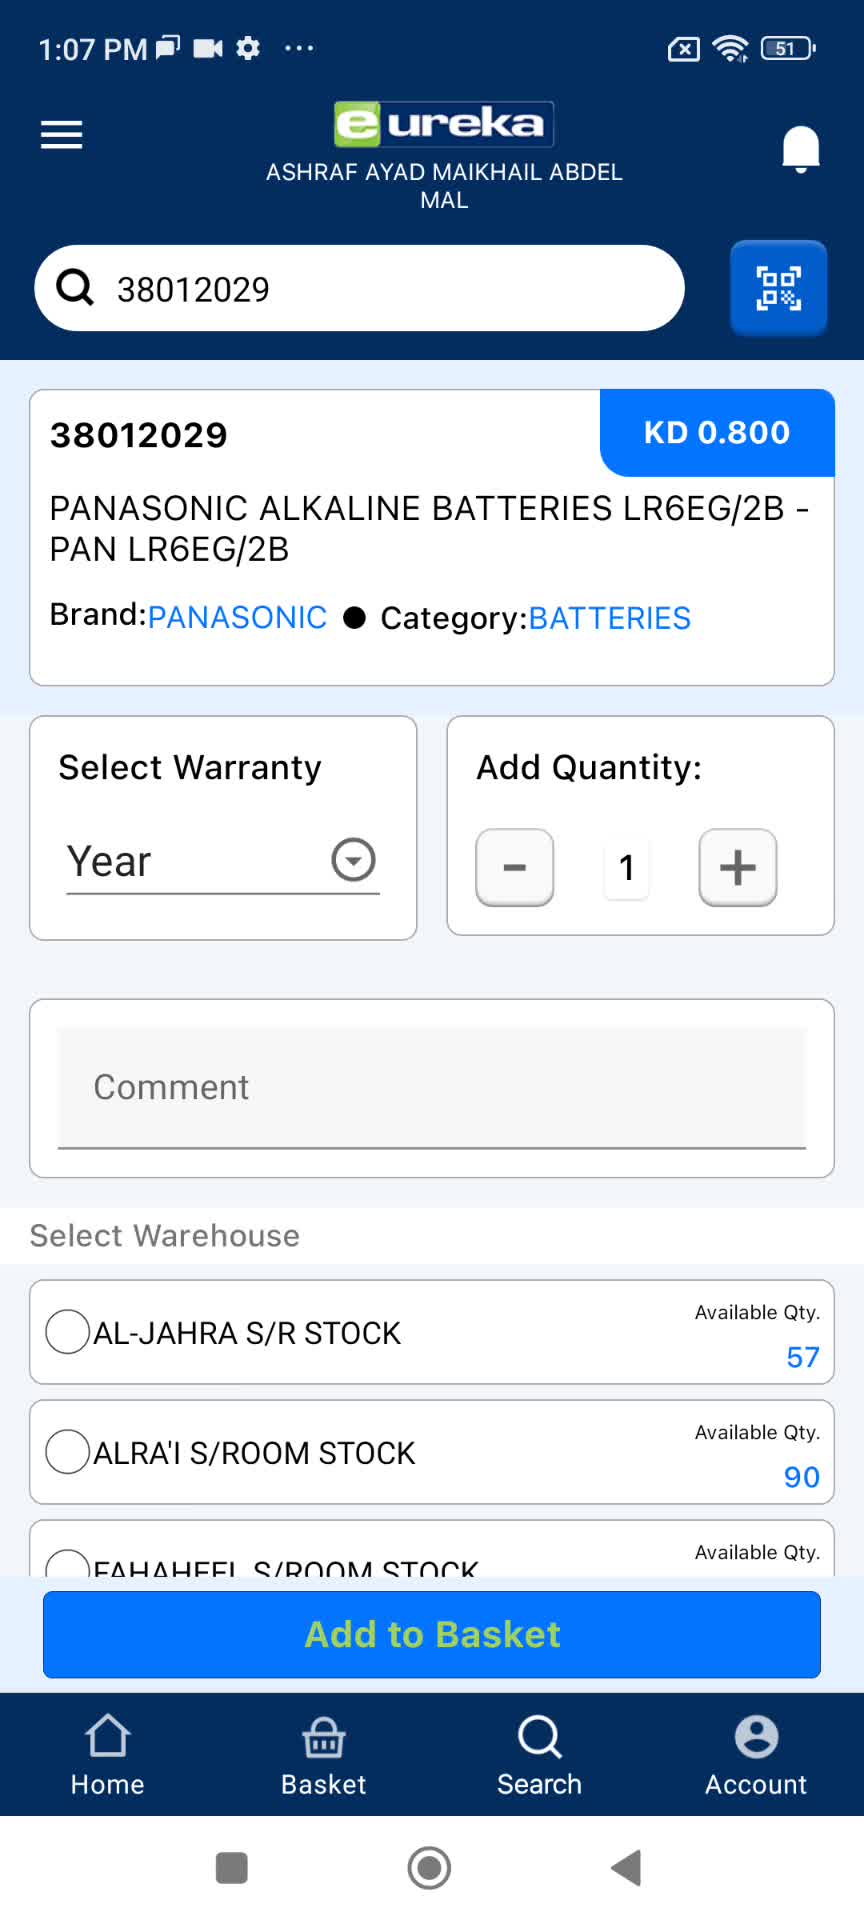 1:07 PM
51
eureka
ASHRAF AYAD MAIKHAIL ABDEL
MAL
38012029
38012029
KD 0.800
PANASONIC ALKALINE BATTERIES LR6EG/2B -
PAN LR6EG/2B
Brand:PANASONIC ● Category:BATTERIES
Select Warranty
Add Quantity:
Year
- 1 +
Comment
Select Warehouse
AL-JAHRA S/R STOCK
Available Qty.
57
ALRA'I S/ROOM STOCK
Available Qty.
90
FAHAHEEL S/ROOM STOCK
Available Qty.
Add to Basket
Home
Basket
Search
Account